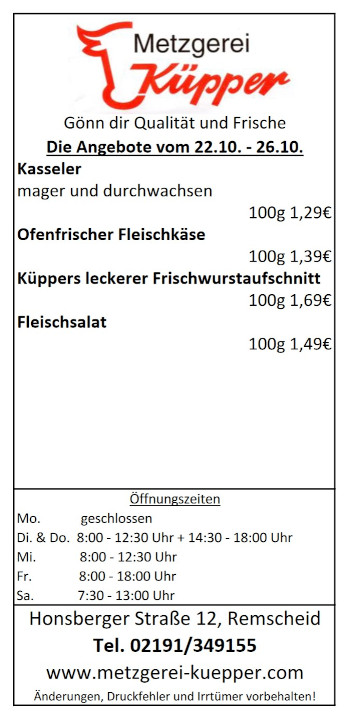 Metzgerei
Küpper
Gönn dir Qualität und Frische
Die Angebote vom 22.10. - 26.10.
Kasseler
mager und durchwachsen
100g 1,29€
Ofenfrischer Fleischkäse
100g 1,39€
Küppers leckerer Frischwurstaufschnitt
100g 1,69€
Fleischsalat
100g 1,49€
Öffnungszeiten
Mo. geschlossen
Di. & Do. 8:00 - 12:30 Uhr + 14:30 - 18:00 Uhr
Mi. 8:00 - 12:30 Uhr
Fr. 8:00 - 18:00 Uhr
Sa. 7:30 - 13:00 Uhr
Honsberger Straße 12, Remscheid
Tel. 02191/349155
www.metzgerei-kuepper.com
Änderungen, Druckfehler und Irrtümer vorbehalten!